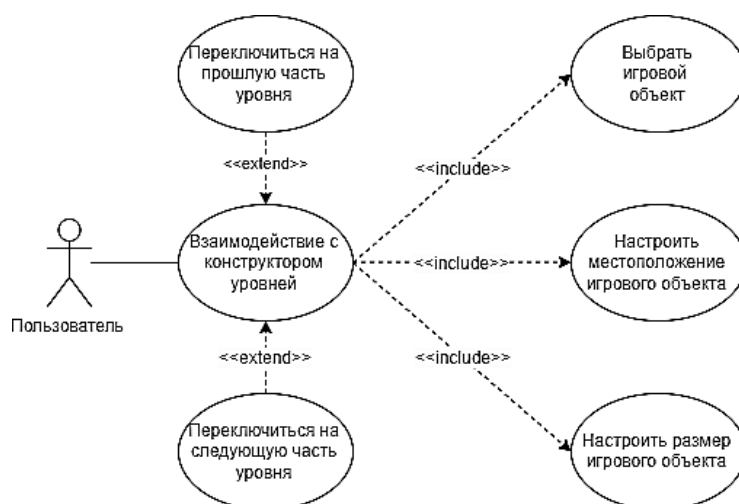 Переключиться на
прошлую часть
уровня
Выбрать
игровой
объект
<<extend>>
<<include>>
Взаимодействие с
конструктором
уровней
<<include>>
Настроить
местоположение
игрового объекта
Пользователь
<<extend>>
<<include>>
Переключиться на
следующую часть
уровня
Настроить размер
игрового объекта